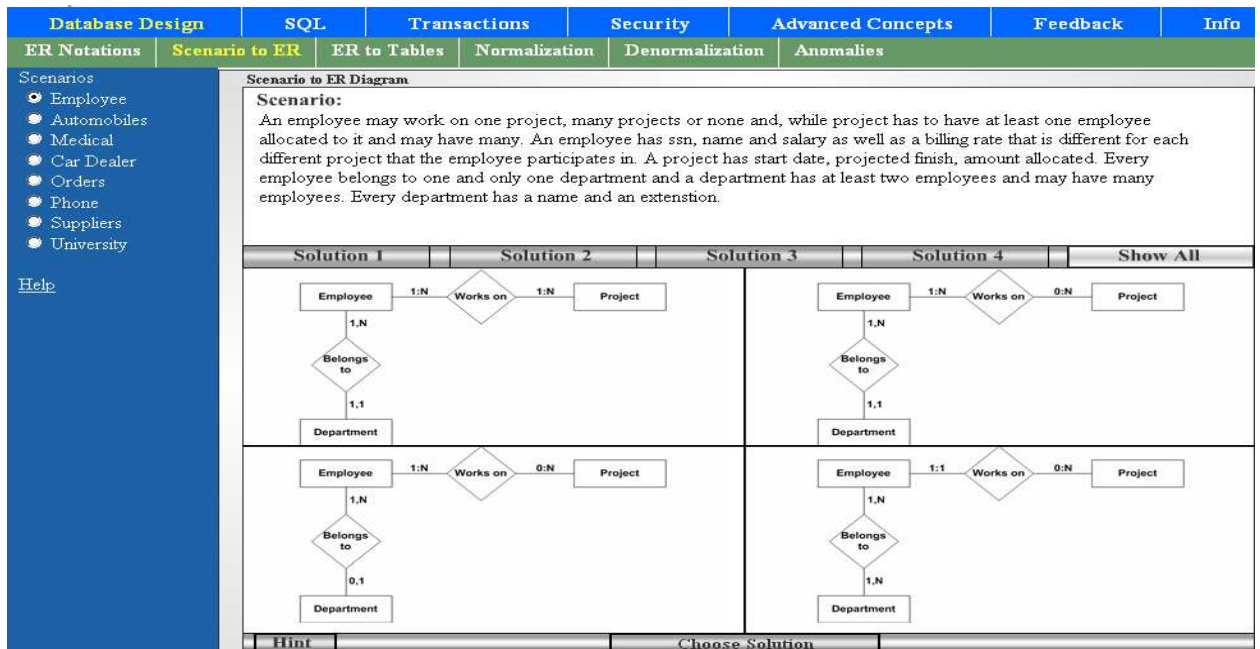 Database Design SQL Transactions Security Advanced Concepts Feedback Info
ER Notations Scenario to ER ER to Tables Normalization Denormalization Anomalies
Scenarios
Employee
Automobiles
Medical
Car Dealer
Orders
Phone
Suppliers
University
Help
Scenario to ER Diagram
Scenario:
An employee may work on one project, many projects or none and, while project has to have at least one employee
allocated to it and may have many. An employee has ssn, name and salary as well as a billing rate that is different for each
different project that the employee participates in. A project has start date, projected finish, amount allocated. Every
employee belongs to one and only one department and a department has at least two employees and may have many
employees. Every department has a name and an extenstion.
Solution 1 Solution 2 Solution 3 Solution 4 Show All
Employee 1:N Works on 1:N Project
1,N
Belongs
to
1,1
Department
Employee 1:N Works on 0:N Project
1,N
Belongs
to
1,1
Department
Employee 1:N Works on 0:N Project
1,N
Belongs
to
0,1
Department
Employee 1:1 Works on 0:N Project
1,N
Belongs
to
1,N
Department
Hint Choose Solution